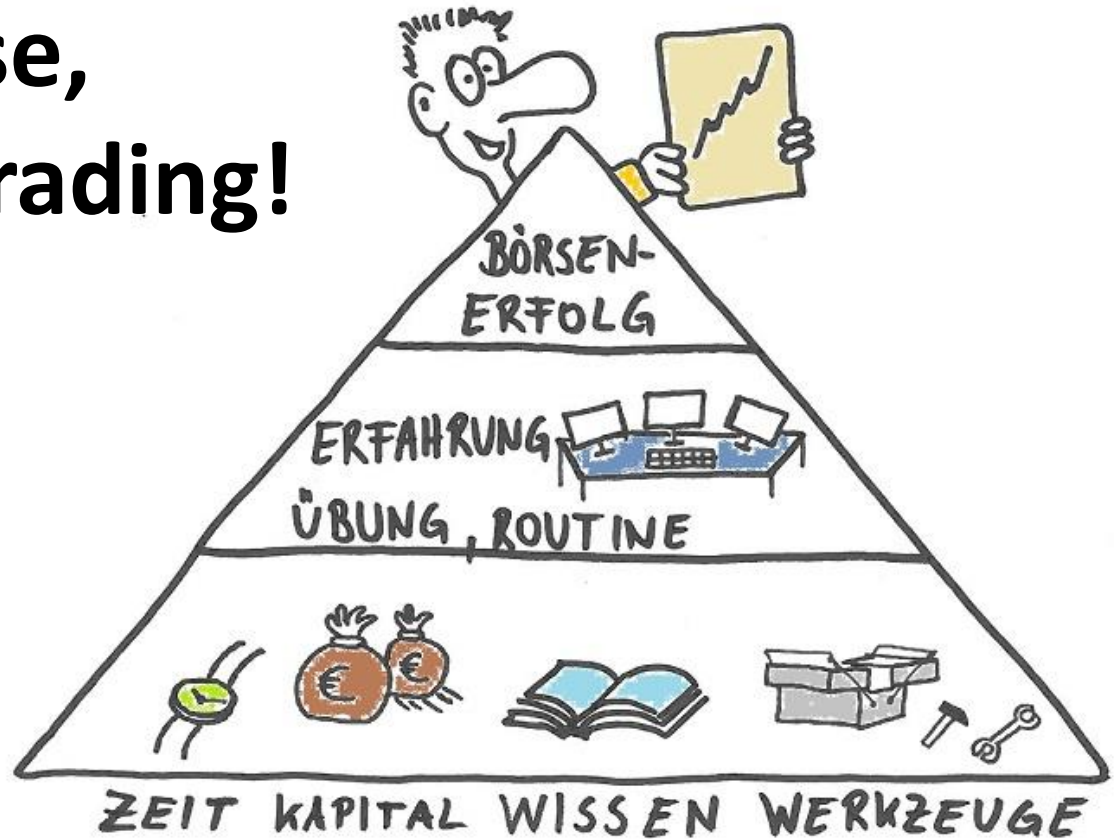 se,
rading!
BÖRSEN-
ERFOLG
ERFAHRUNG
ÜBUNG, ROUTINE
€ €
ZEIT KAPITAL WISSEN WERKZEUGE